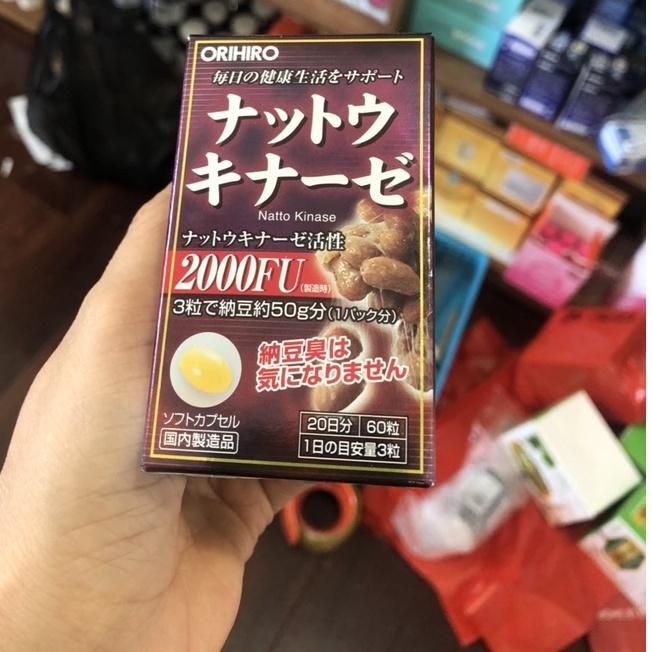 ORIHIRO
毎日の健康生活をサポート
ナットウ
キナーゼ
Natto Kinase
ナットウキナーゼ活性
2000FU(製造時)
3粒で納豆約50g分(1パック分)
納豆臭は
気になりません
ソフトカプセル
国内製造品
20日分 60粒
1日の目安量3粒